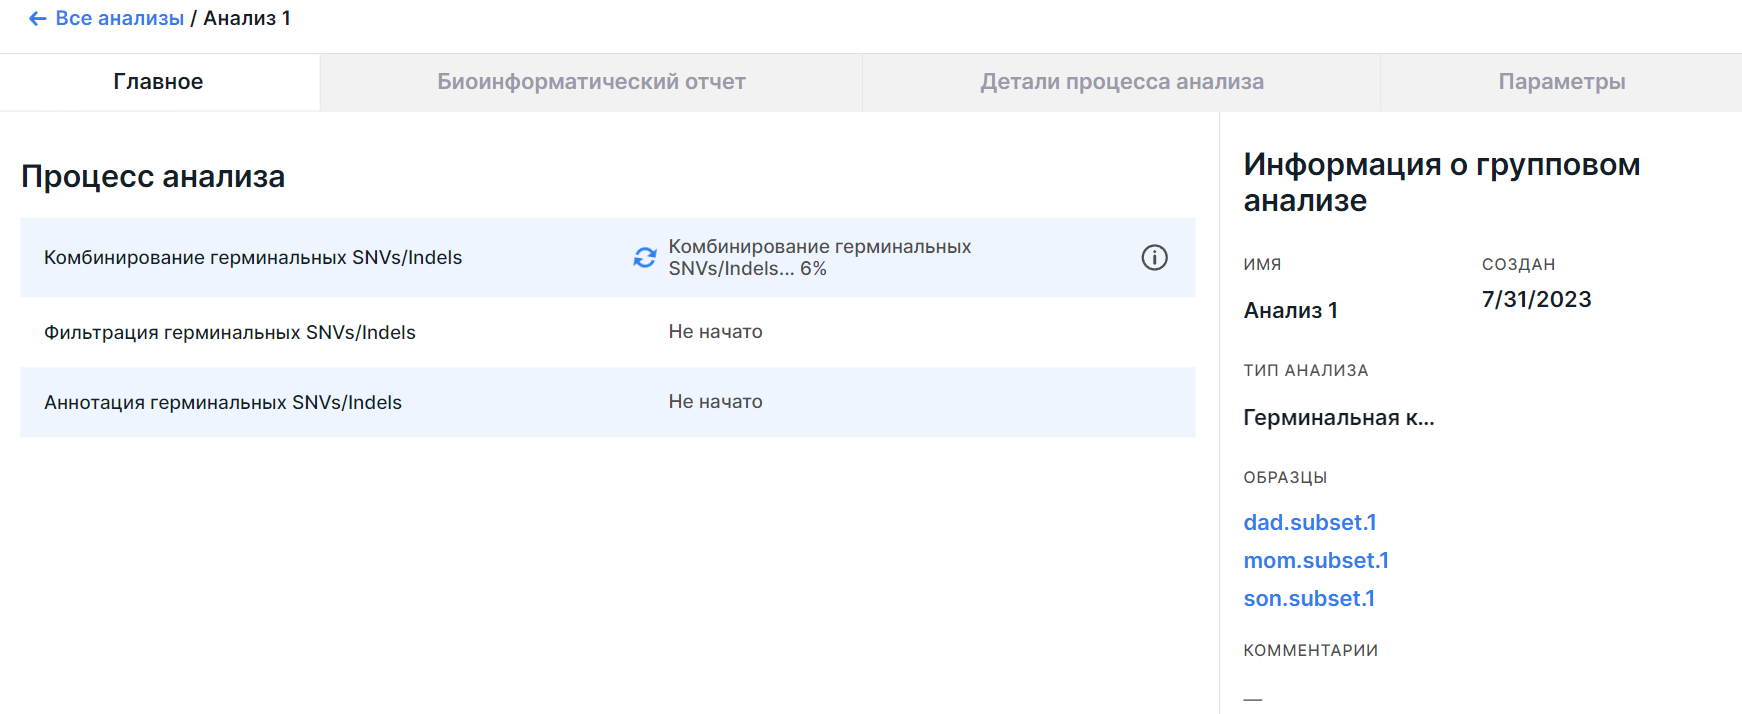 ← Все анализы / Анализ 1
Главное
Биоинформатический отчет
Детали процесса анализа
Параметры
Процесс анализа
Комбинирование герминальных SNVs/Indels
Комбинирование герминальных
SNVs/Indels... 6%
Фильтрация герминальных SNVs/Indels
Не начато
Аннотация герминальных SNVs/Indels
Не начато
Информация о групповом
анализе
ИМЯ
СОЗДАН
Анализ 1
7/31/2023
ТИП АНАЛИЗА
Герминальная к...
ОБРАЗЦЫ
dad.subset.1
mom.subset.1
son.subset.1
КОММЕНТАРИИ
—